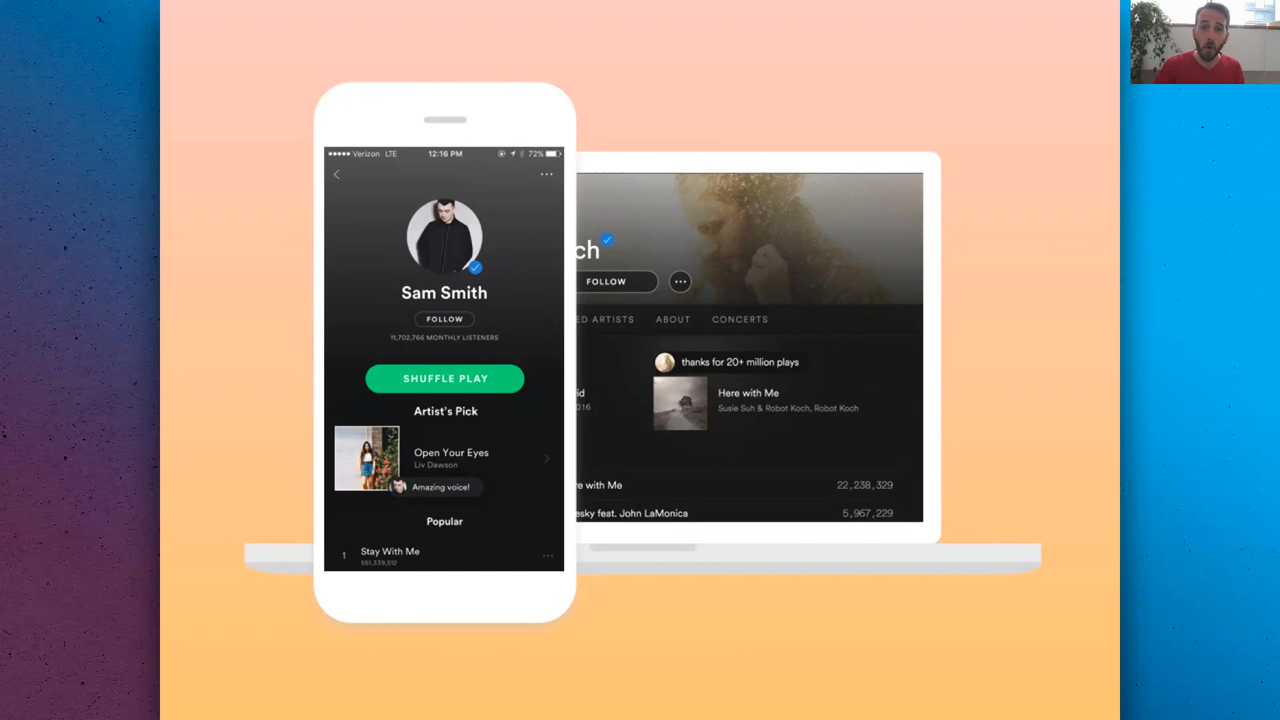 Verizon LTE 12:16 PM 72%
Sam Smith
FOLLOW
11,702,766 MONTHLY LISTENERS
SHUFFLE PLAY
Artist's Pick
Open Your Eyes
Liv Dawson
Amazing voice!
Popular
1 Stay With Me
551,339,512
ch
FOLLOW
ED ARTISTS ABOUT CONCERTS
thanks for 20+ million plays
id
016
Here with Me
Susie Suh & Robot Koch, Robot Koch
re with Me 22,238,329
esky feat. John LaMonica 5,967,229